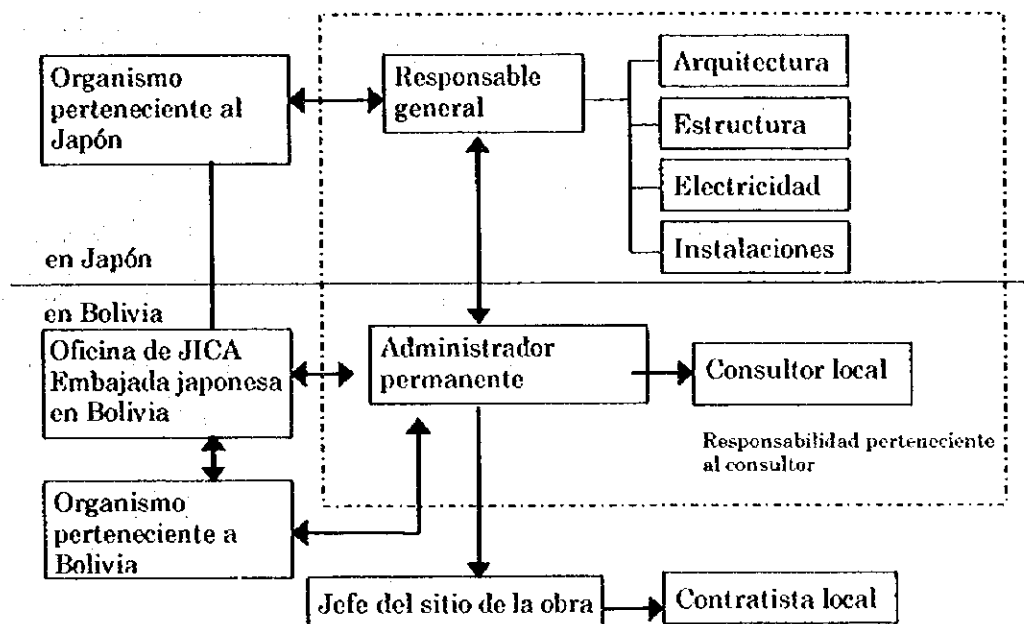 Organismo
perteneciente al
Japón
Responsable
general
Arquitectura
Estructura
Electricidad
Instalaciones
en Japón
en Bolivia
Oficina de JICA
Embajada japonesa
en Bolivia
Administrador
permanente
Consultor local
Responsabilidad perteneciente
al consultor
Organismo
perteneciente a
Bolivia
Jefe del sitio de la obra
Contratista local